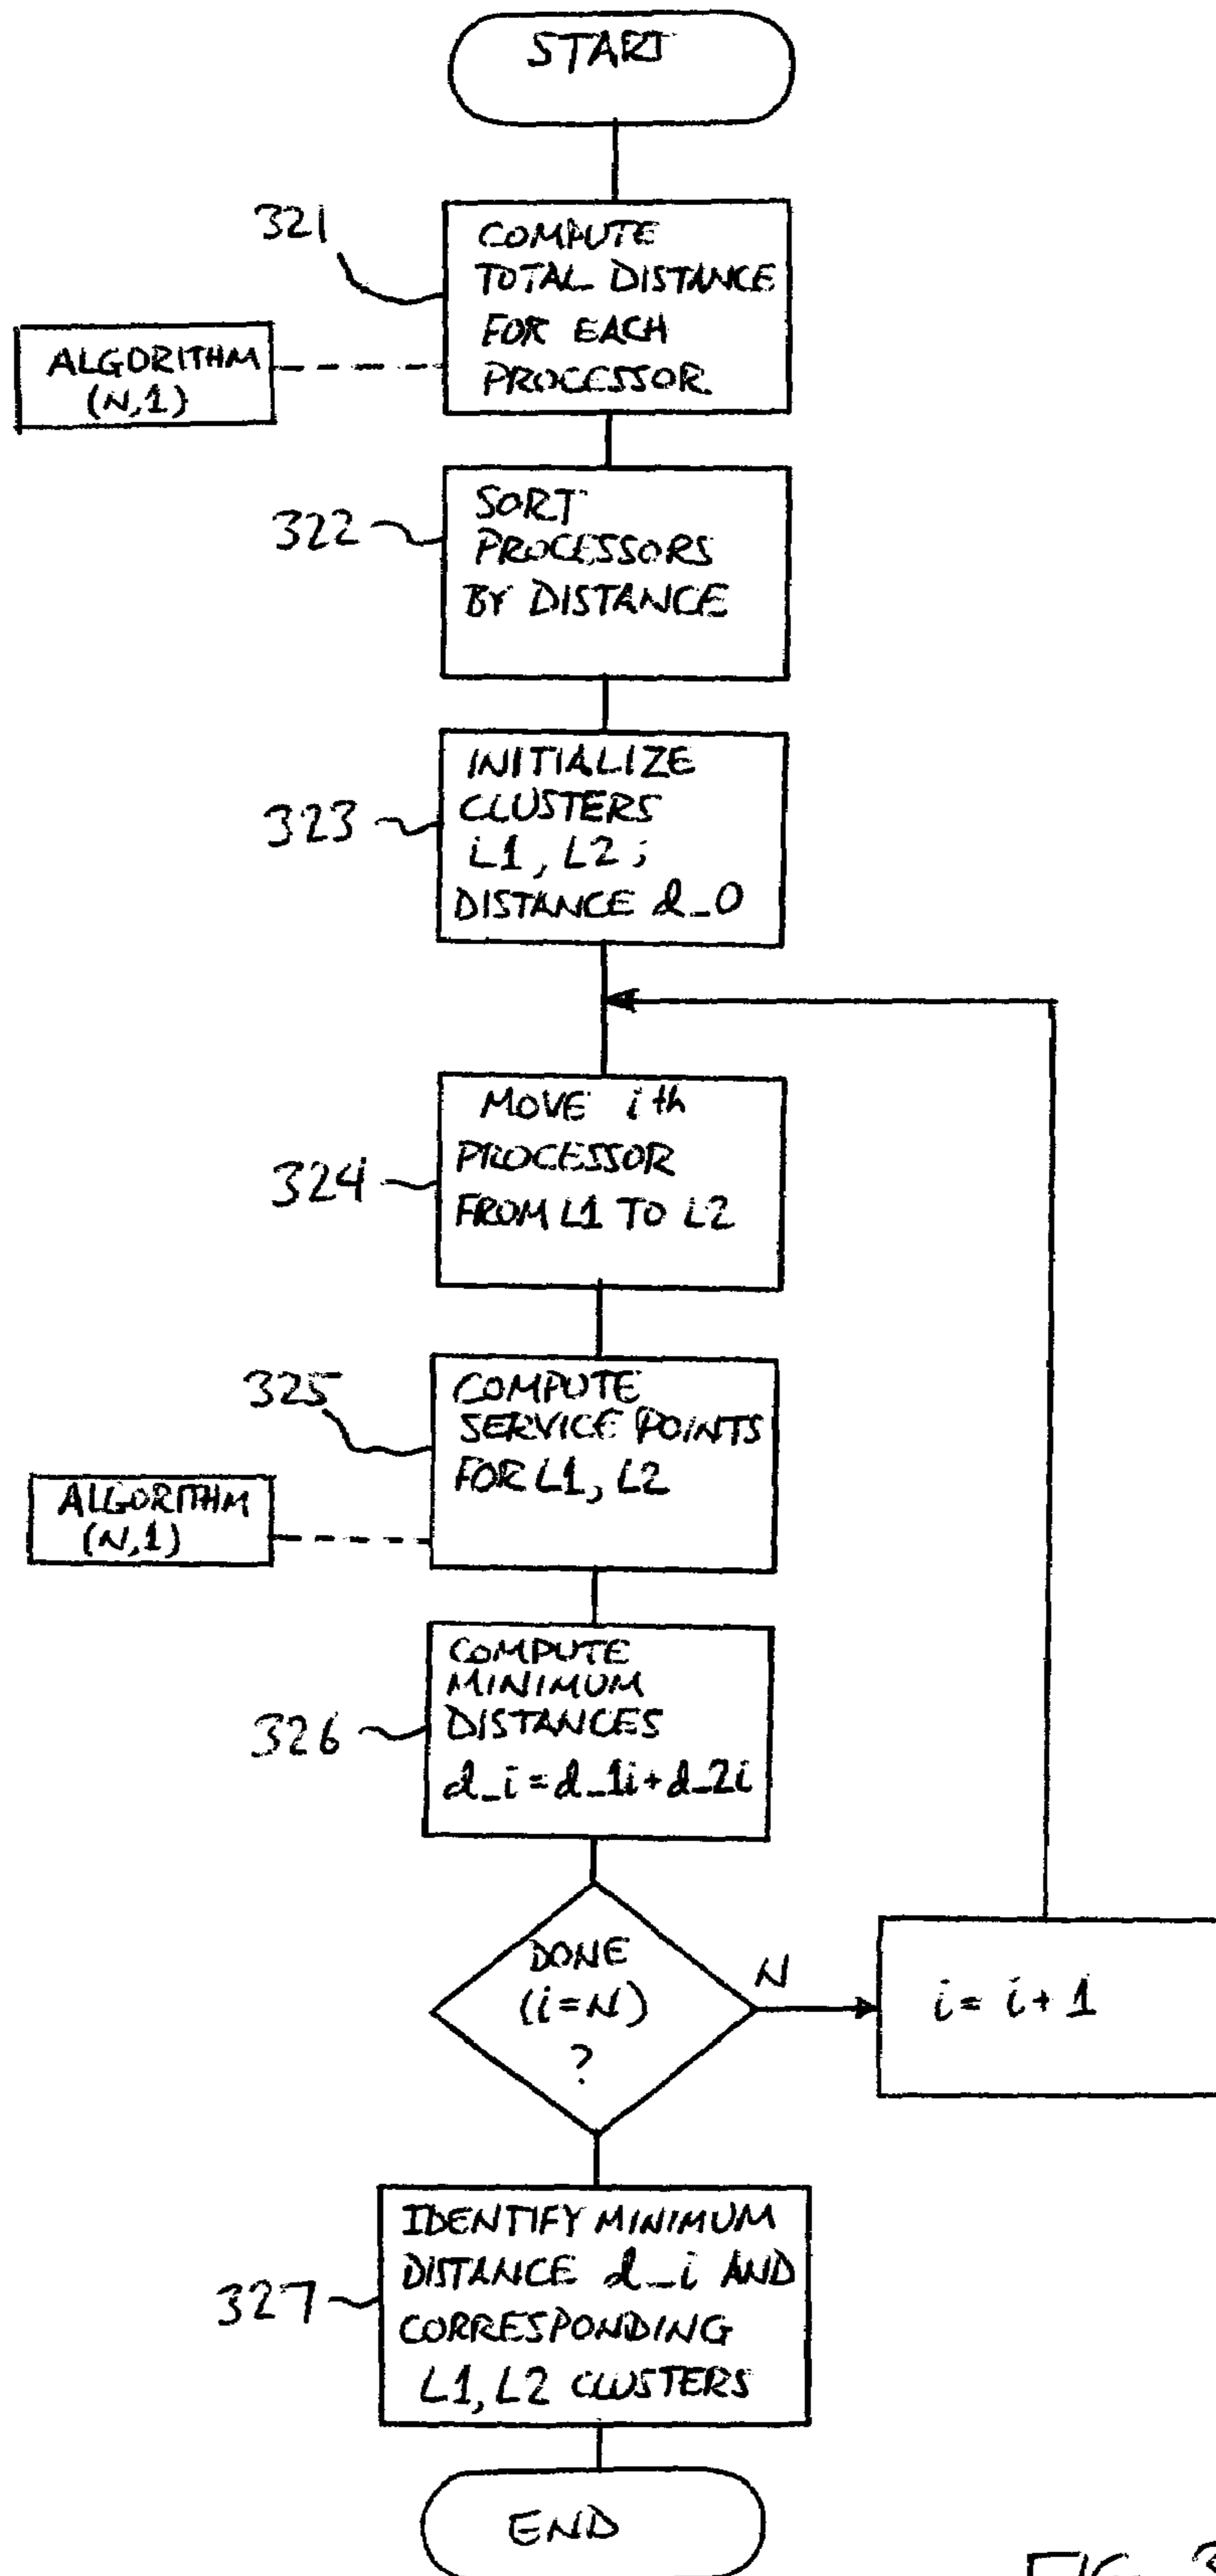 START
321
COMPUTE
TOTAL DISTANCE
FOR EACH
PROCESSOR
ALGORITHM
(N,1)
322
SORT
PROCESSORS
BY DISTANCE
323
INITIALIZE
CLUSTERS
L1, L2;
DISTANCE d_0
324
MOVE ith
PROCESSOR
FROM L1 TO L2
325
COMPUTE
SERVICE POINTS
FOR L1, L2
ALGORITHM
(N,1)
326
COMPUTE
MINIMUM
DISTANCES
d_i = d_1i + d_2i
DONE
(i=N)
?
N
i = i + 1
327
IDENTIFY MINIMUM
DISTANCE d_i AND
CORRESPONDING
L1, L2 CLUSTERS
END